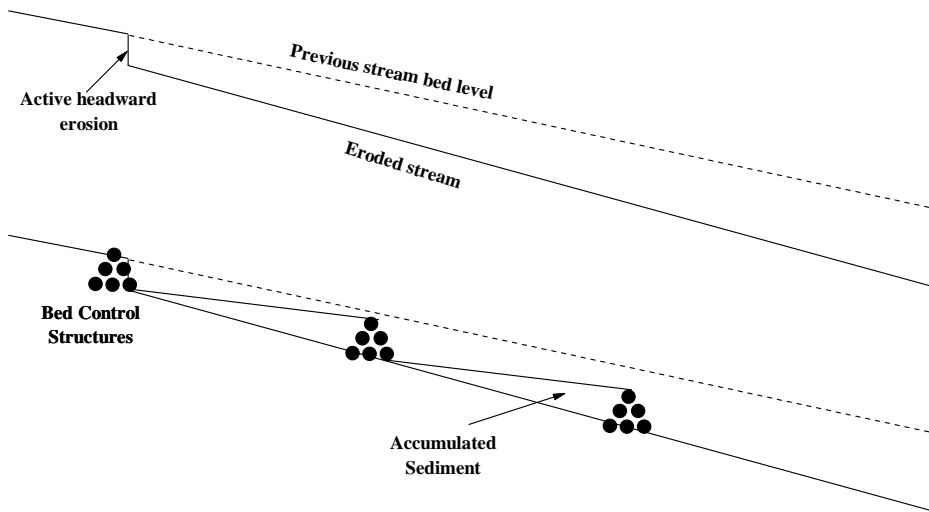 Previous stream bed level
Active headward
erosion
Eroded stream
Bed Control
Structures
Accumulated
Sediment